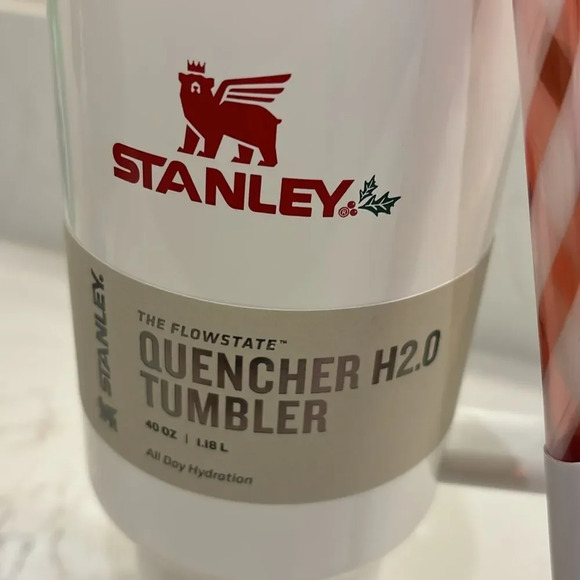 STANLEY®
STANLEY.
THE FLOWSTATE™
QUENCHER H2.0
TUMBLER
40 OZ | 1.18 L
All Day Hydration